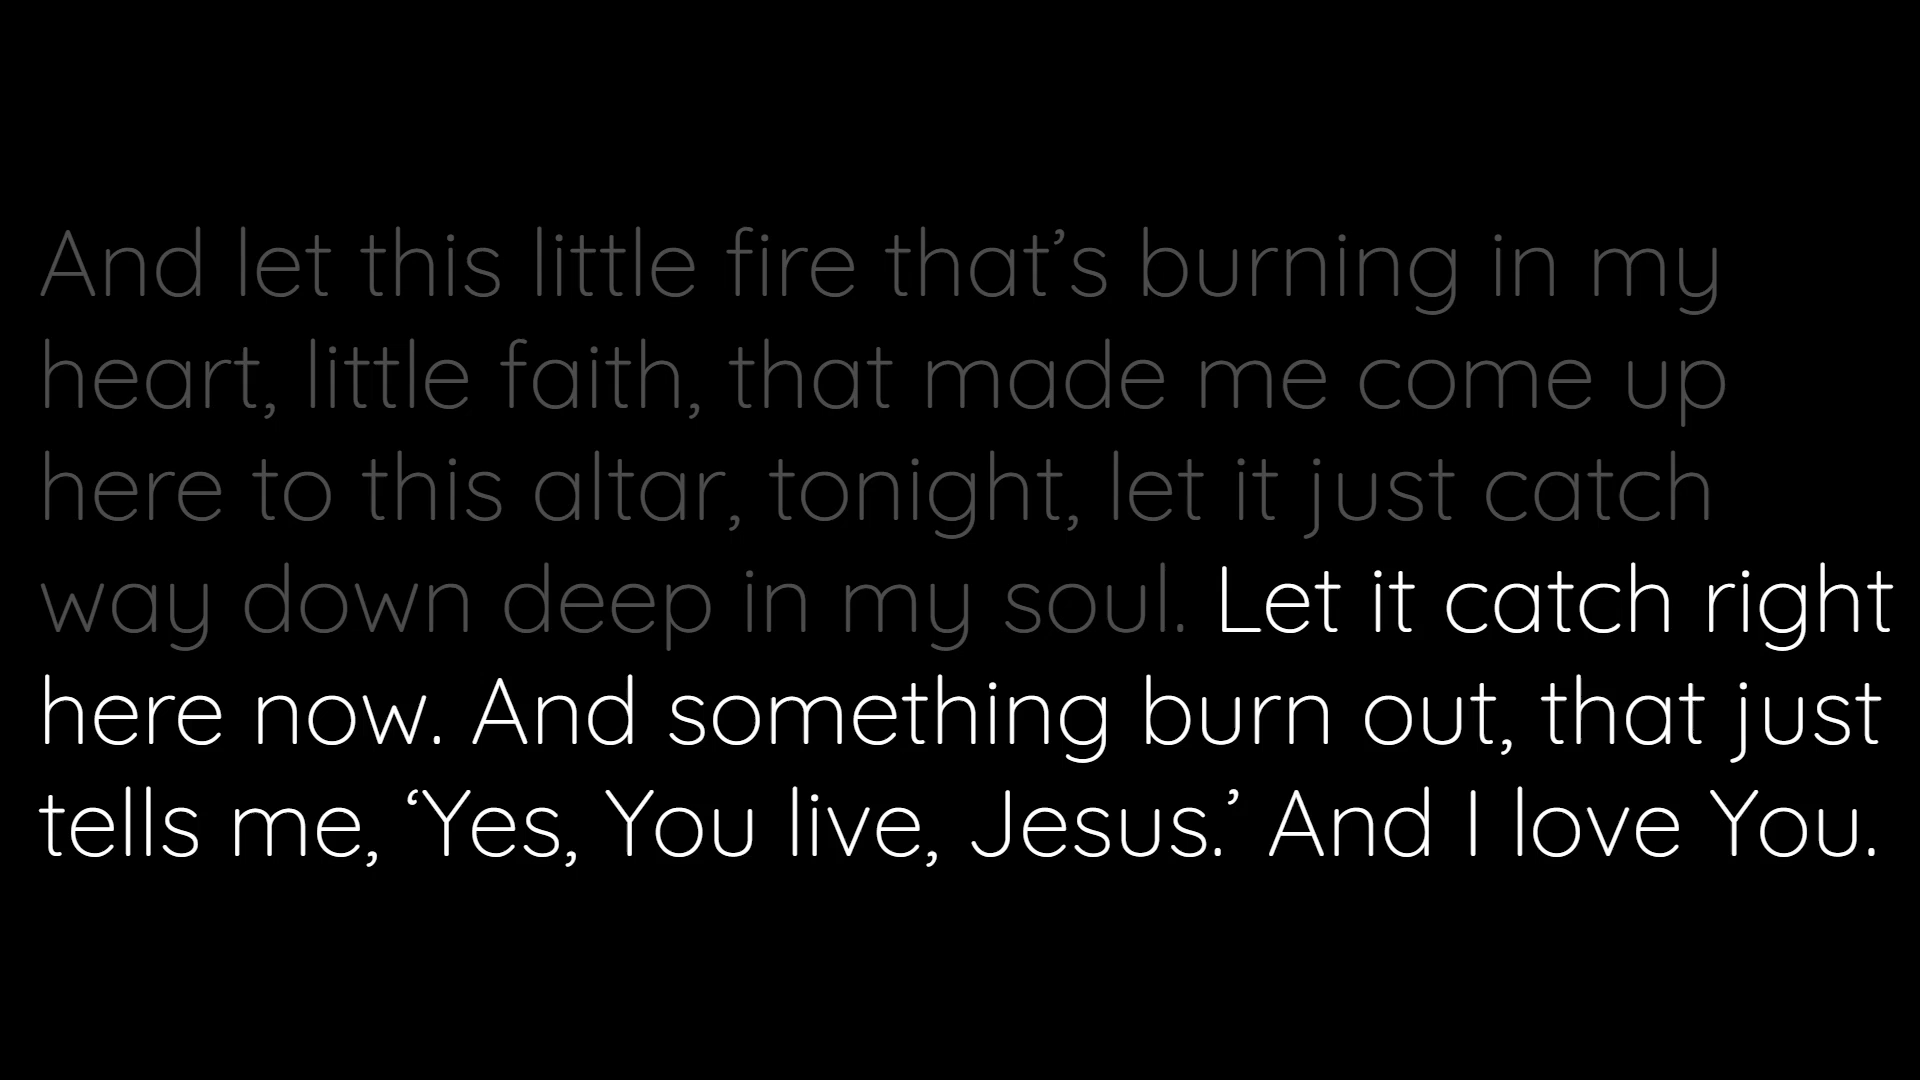 And let this little fire that’s burning in my
heart, little faith, that made me come up
here to this altar, tonight, let it just catch
way down deep in my soul. Let it catch right
here now. And something burn out, that just
tells me, ‘Yes, You live, Jesus.’ And I love You.